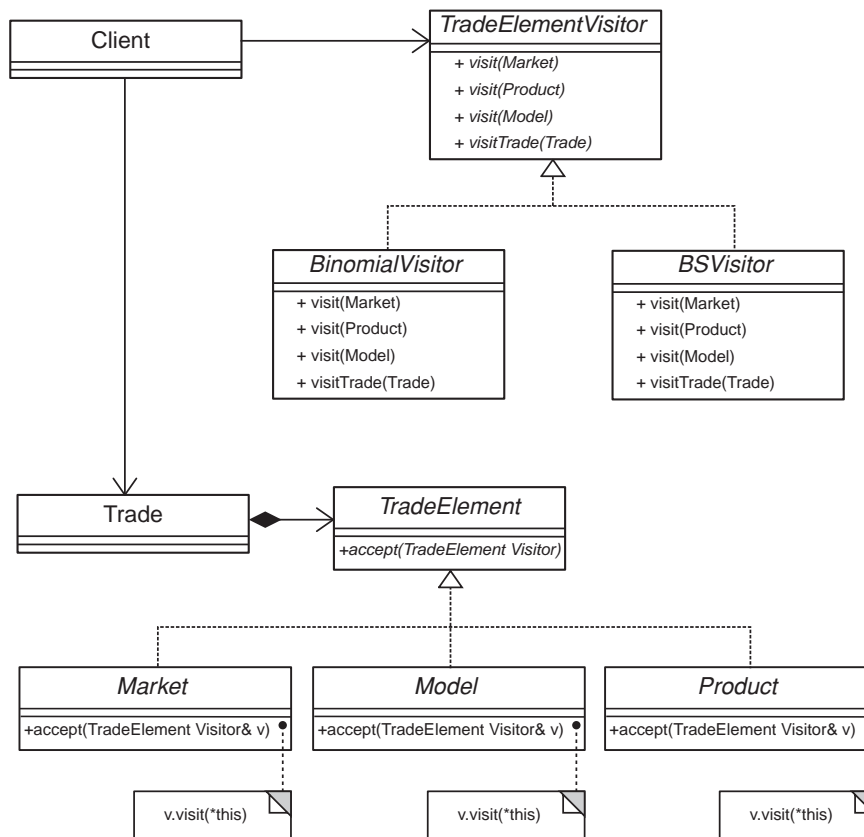 Client
TradeElementVisitor
+ visit(Market)
+ visit(Product)
+ visit(Model)
+ visitTrade(Trade)
BinomialVisitor
+ visit(Market)
+ visit(Product)
+ visit(Model)
+ visitTrade(Trade)
BSVisitor
+ visit(Market)
+ visit(Product)
+ visit(Model)
+ visitTrade(Trade)
Trade
TradeElement
+accept(TradeElement Visitor)
Market
+accept(TradeElement Visitor& v)
Model
+accept(TradeElement Visitor& v)
Product
+accept(TradeElement Visitor& v)
v.visit(*this)
v.visit(*this)
v.visit(*this)